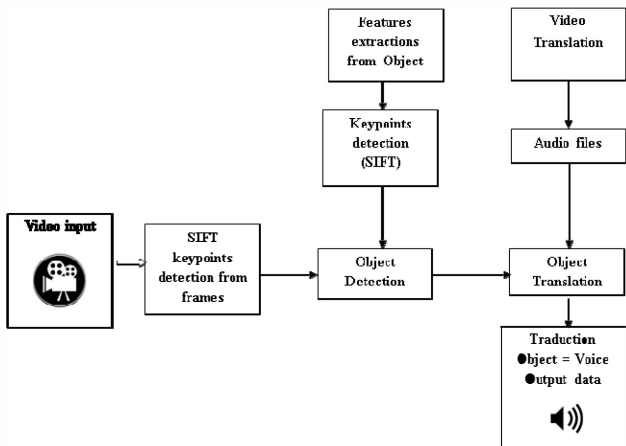 Features
extractions
from Object
Video
Translation
Keypoints
detection
(SIFT)
Audio files
Video input
SIFT
keypoints
detection from
frames
Object
Detection
Object
Translation
Traduction
Object = Voice
Output data